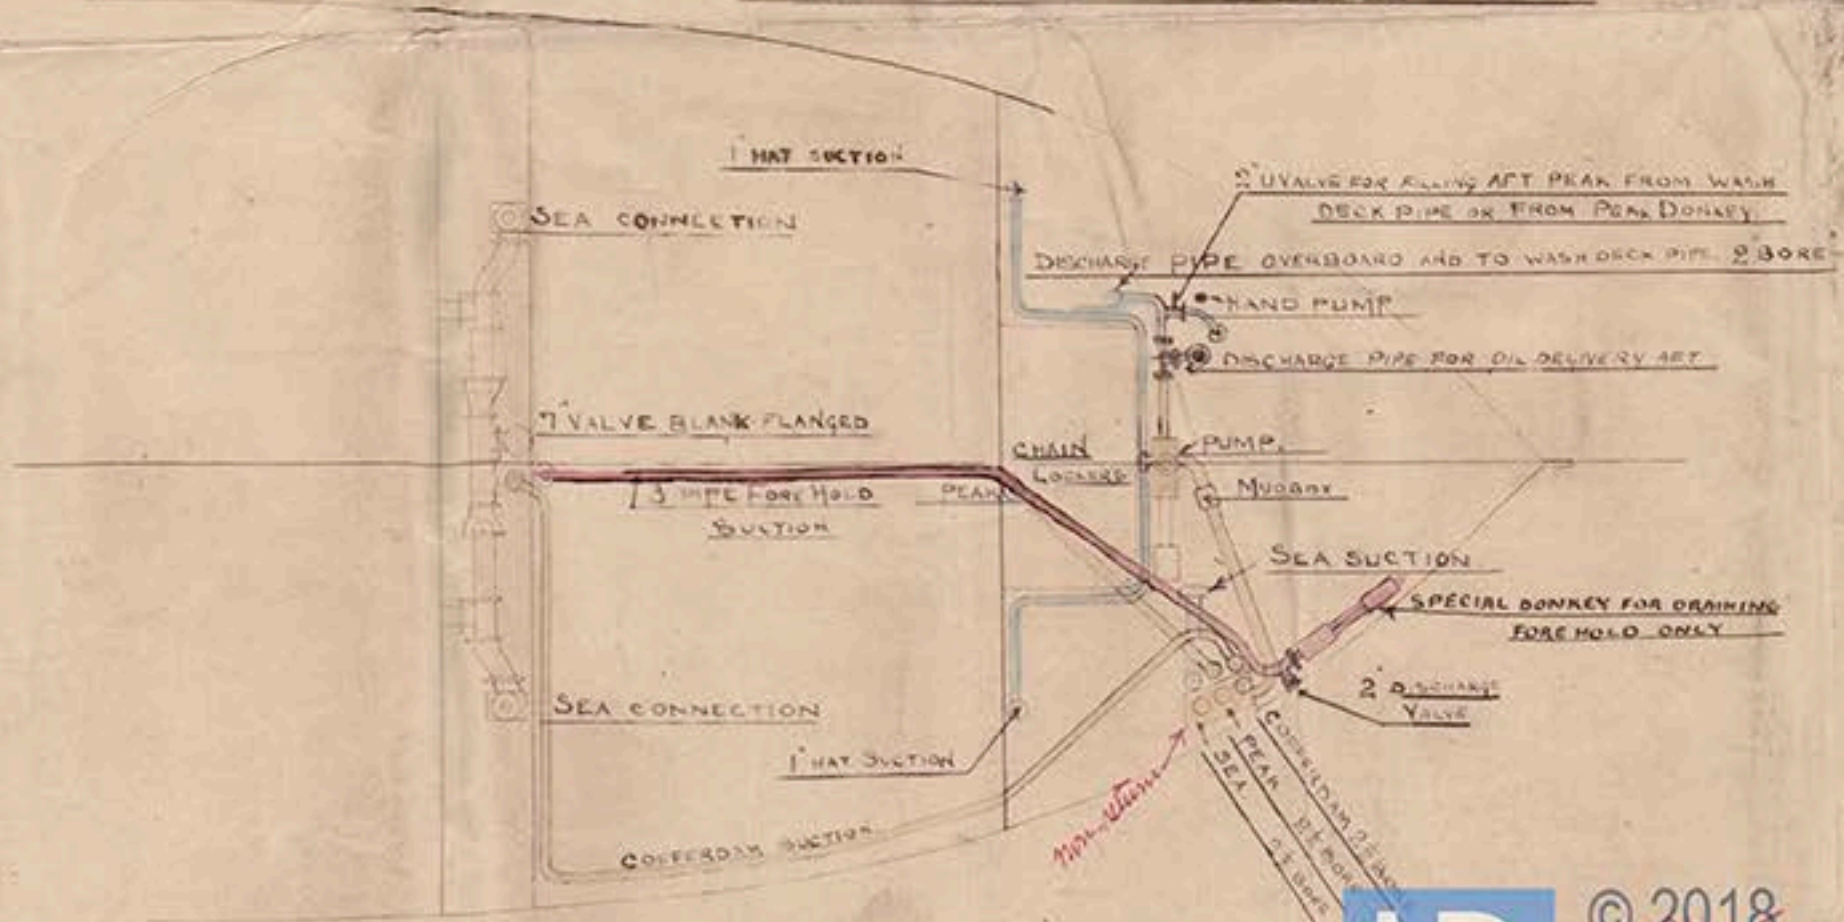 1" HAT SUCTION
SEA CONNECTION
2" VALVE FOR FILLING AFT PEAK FROM WASH
DECK PIPE OR FROM PEAK DONKEY
DISCHARGE PIPE OVERBOARD AND TO WASH DECK PIPE 2" BORE
HAND PUMP
DISCHARGE PIPE FOR OIL DELIVERY AFT
7" VALVE BLANK FLANGED
CHAIN
LOCKERS
PUMP.
3" PIPE FORE HOLD
SUCTION
PEAK
MUDBOX
SEA SUCTION
SPECIAL DONKEY FOR DRAINING
FORE HOLD ONLY
2" DISCHARGE
VALVE
SEA CONNECTION
1" HAT SUCTION
non-return
COFFERDAM SUCTION
SEA
PEAK
BORE
COFFERDAM
© 2018